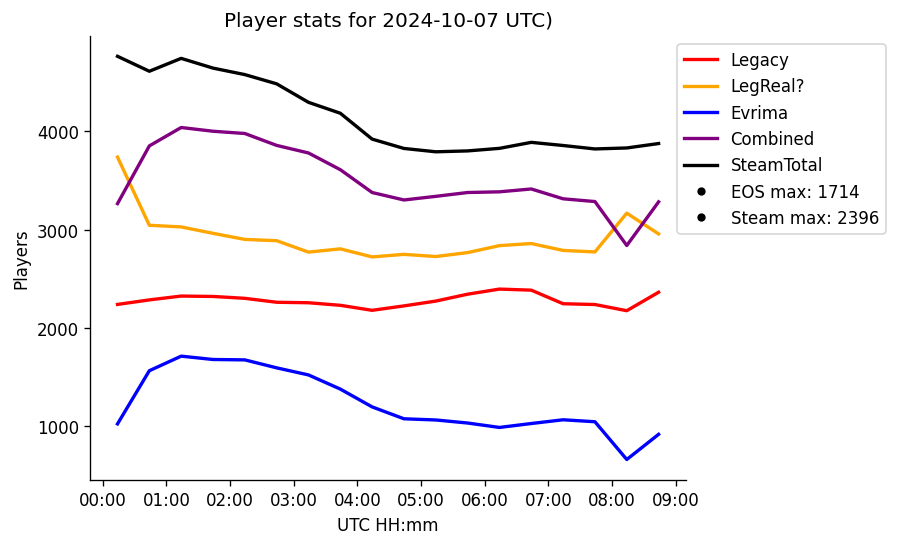 Player stats for 2024-10-07 UTC)
Legacy
LegReal?
Evrima
Combined
SteamTotal
EOS max: 1714
Steam max: 2396
Players
4000
3000
2000
1000
00:00 01:00 02:00 03:00 04:00 05:00 06:00 07:00 08:00 09:00
UTC HH:mm